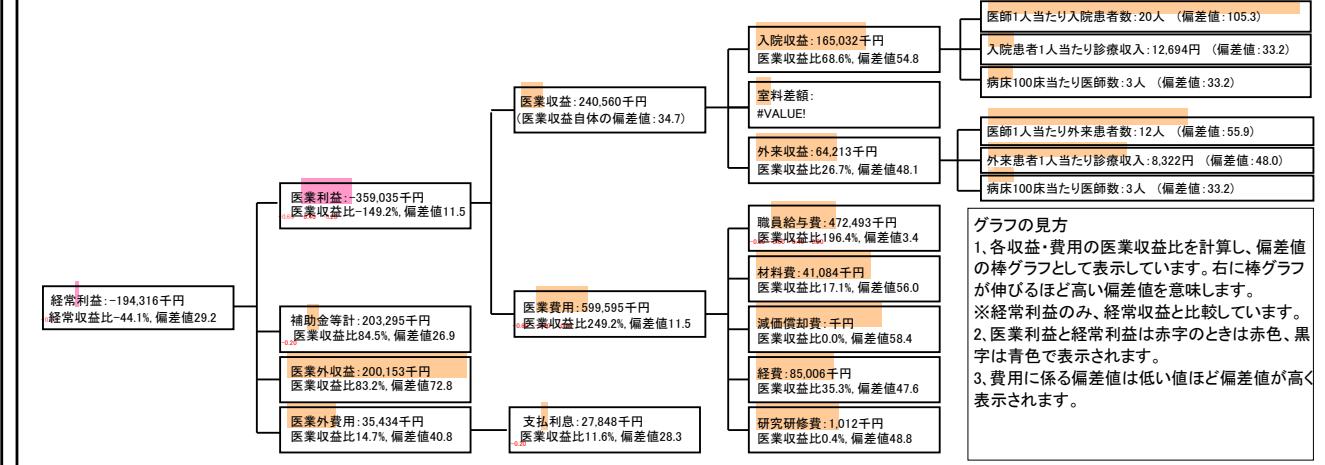 医師1人当たり入院患者数:20人 (偏差値:105.3)
入院収益:165,032千円
医業収益比68.6%, 偏差値54.8
入院患者1人当たり診療収入:12,694円 (偏差値:33.2)
病床100床当たり医師数:3人 (偏差値:33.2)
医業収益:240,560千円
(医業収益自体の偏差値:34.7)
室料差額:
#VALUE!
医師1人当たり外来患者数:12人 (偏差値:55.9)
外来収益:64,213千円
医業収益比26.7%, 偏差値48.1
外来患者1人当たり診療収入:8,322円 (偏差値:48.0)
病床100床当たり医師数:3人 (偏差値:33.2)
医業利益:-359,035千円
医業収益比-149.2%, 偏差値11.5
職員給与費:472,493千円
医業収益比196.4%, 偏差値3.4
材料費:41,084千円
医業収益比17.1%, 偏差値56.0
経常利益:-194,316千円
経常収益比-44.1%, 偏差値29.2
補助金等計:203,295千円
医業収益比84.5%, 偏差値26.9
-0.20
医業費用:599,595千円
医業収益比249.2%, 偏差値11.5
減価償却費:千円
医業収益比0.0%, 偏差値58.4
医業外収益:200,153千円
医業収益比83.2%, 偏差値72.8
経費:85,006千円
医業収益比35.3%, 偏差値47.6
医業外費用:35,434千円
医業収益比14.7%, 偏差値40.8
支払利息:27,848千円
医業収益比11.6%, 偏差値28.3
-0.20
研究研修費:1,012千円
医業収益比0.4%, 偏差値48.8
グラフの見方
1、各収益・費用の医業収益比を計算し、偏差値
の棒グラフとして表示しています。右に棒グラフ
が伸びるほど高い偏差値を意味します。
※経常利益のみ、経常収益と比較しています。
2、医業利益と経常利益は赤字のときは赤色、黒
字は青色で表示されます。
3、費用に係る偏差値は低い値ほど偏差値が高く
表示されます。